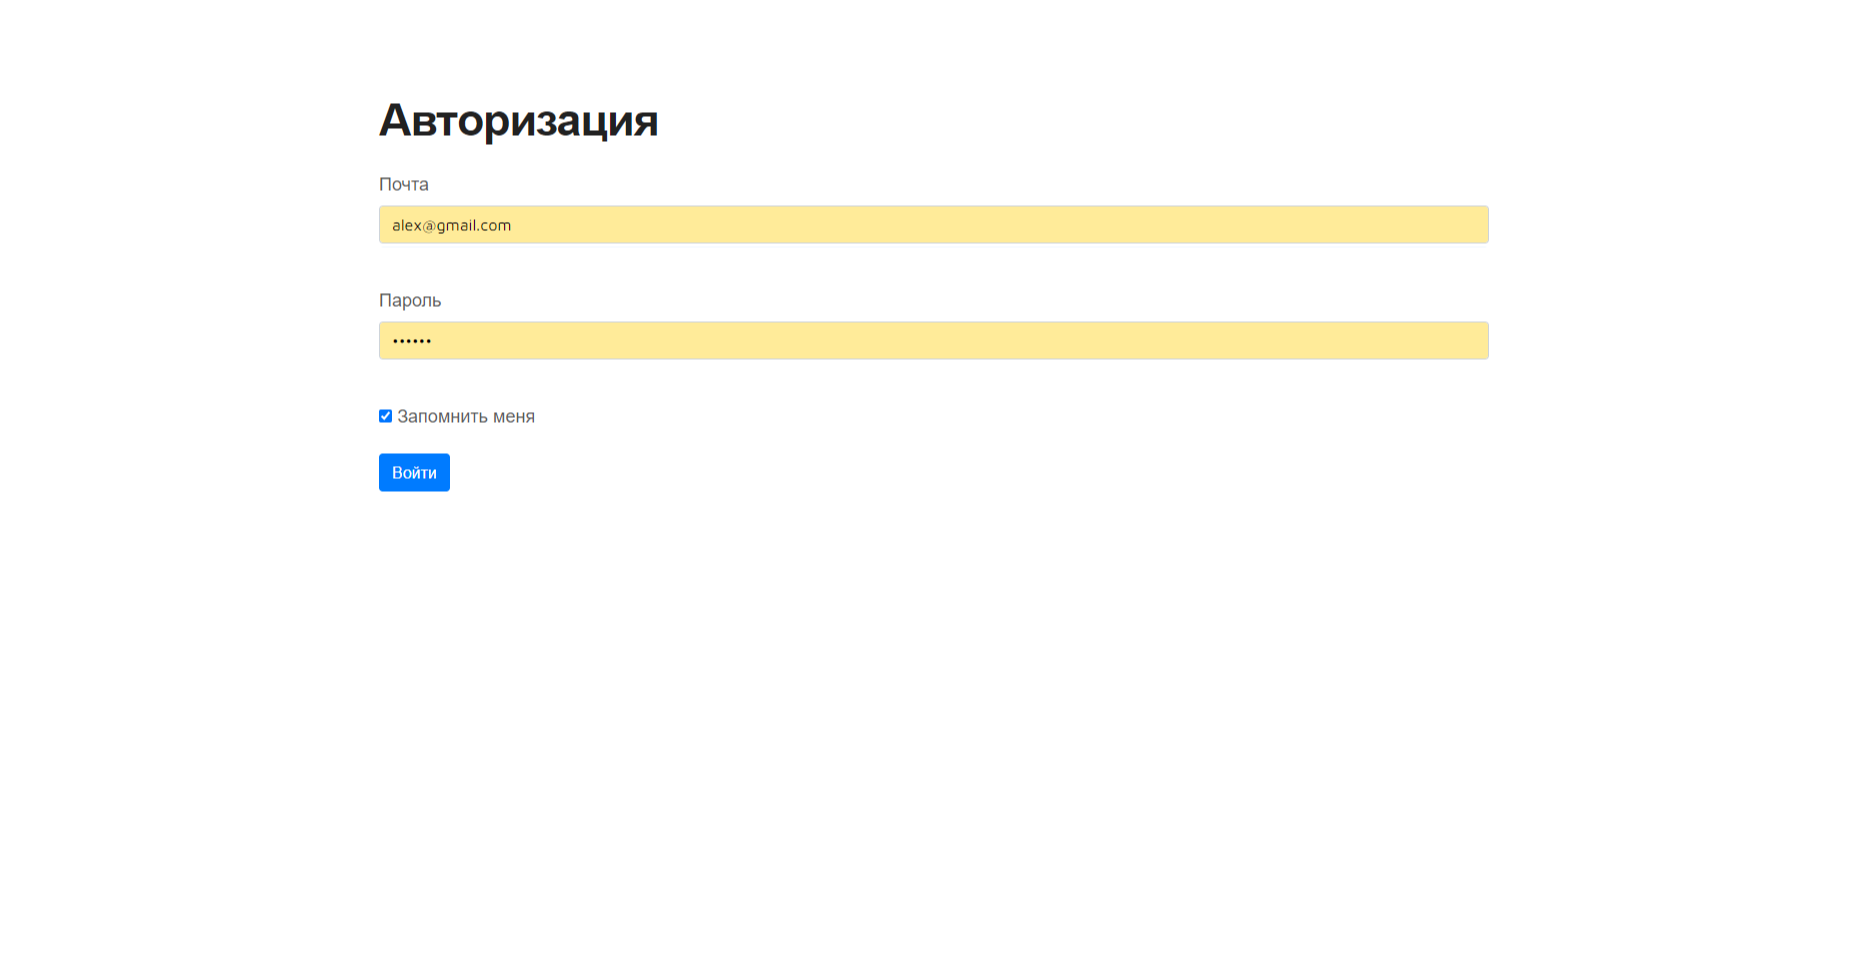 Авторизация
Почта
alex@gmail.com
Пароль
••••••
Запомнить меня
Войти